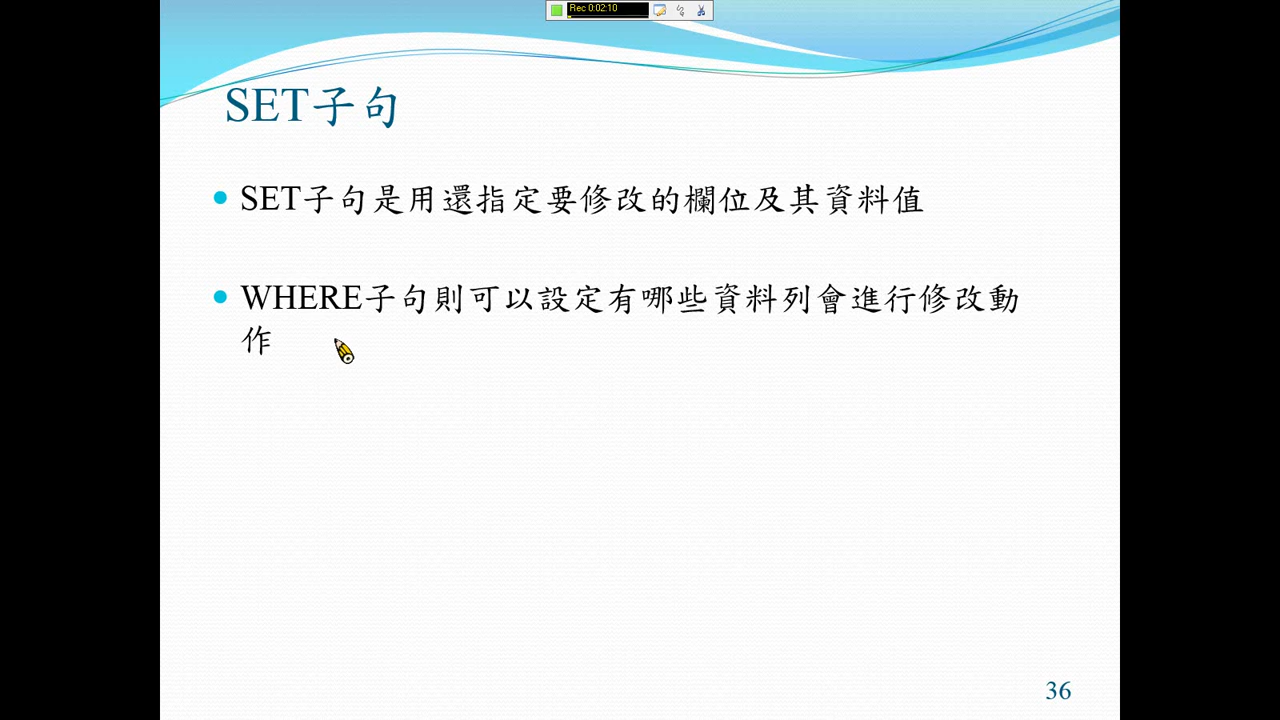 Rec 0:02:10
SET子句
SET子句是用還指定要修改的欄位及其資料值
WHERE子句則可以設定有哪些資料列會進行修改動
作
36